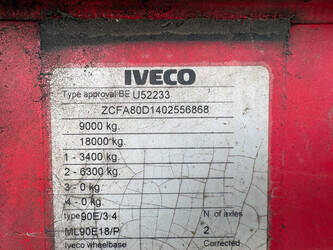 IVECO
Type approval BE U52233
ZCFA80D1402556868
9000 kg.
18000 kg.
1 - 3400 kg.
2 - 6300 kg.
3 - 0 kg
4 - 0 kg.
type 90E/3 4 N of axles
ML90E18/P 2
Iveco wheelbase Corrected